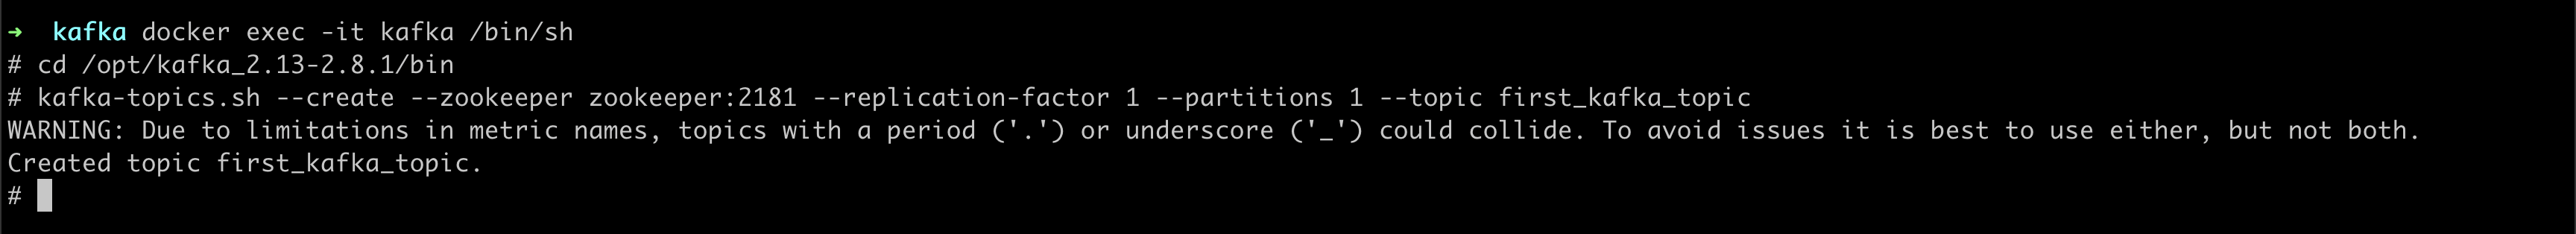 ➜  kafka docker exec -it kafka /bin/sh
# cd /opt/kafka_2.13-2.8.1/bin
# kafka-topics.sh --create --zookeeper zookeeper:2181 --replication-factor 1 --partitions 1 --topic first_kafka_topic
WARNING: Due to limitations in metric names, topics with a period ('.') or underscore ('_') could collide. To avoid issues it is best to use either, but not both.
Created topic first_kafka_topic.
#